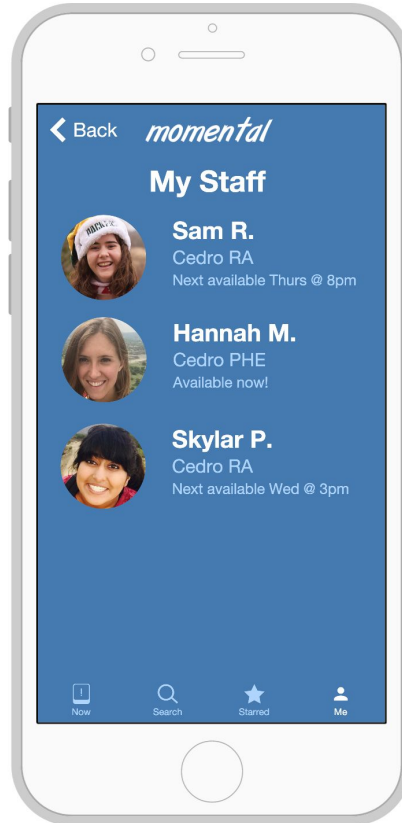 Back momental
My Staff
Sam R.
Cedro RA
Next available Thurs @ 8pm
Hannah M.
Cedro PHE
Available now!
Skylar P.
Cedro RA
Next available Wed @ 3pm
Now Search Starred Me